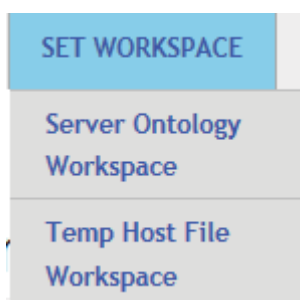 SET WORKSPACE
Server Ontology
Workspace
Temp Host File
Workspace